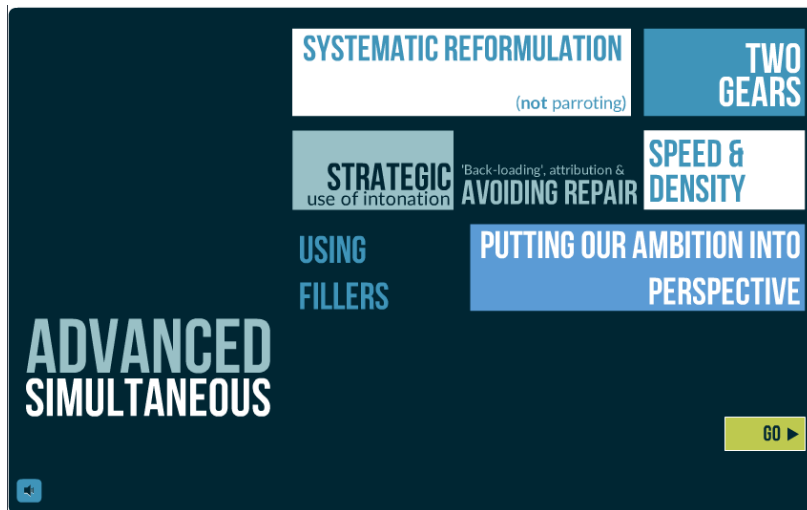 SYSTEMATIC REFORMULATION
(not parroting)
TWO
GEARS
STRATEGIC
use of intonation
'Back-loading', attribution &
AVOIDING REPAIR
SPEED &
DENSITY
USING
FILLERS
PUTTING OUR AMBITION INTO
PERSPECTIVE
ADVANCED
SIMULTANEOUS
GO